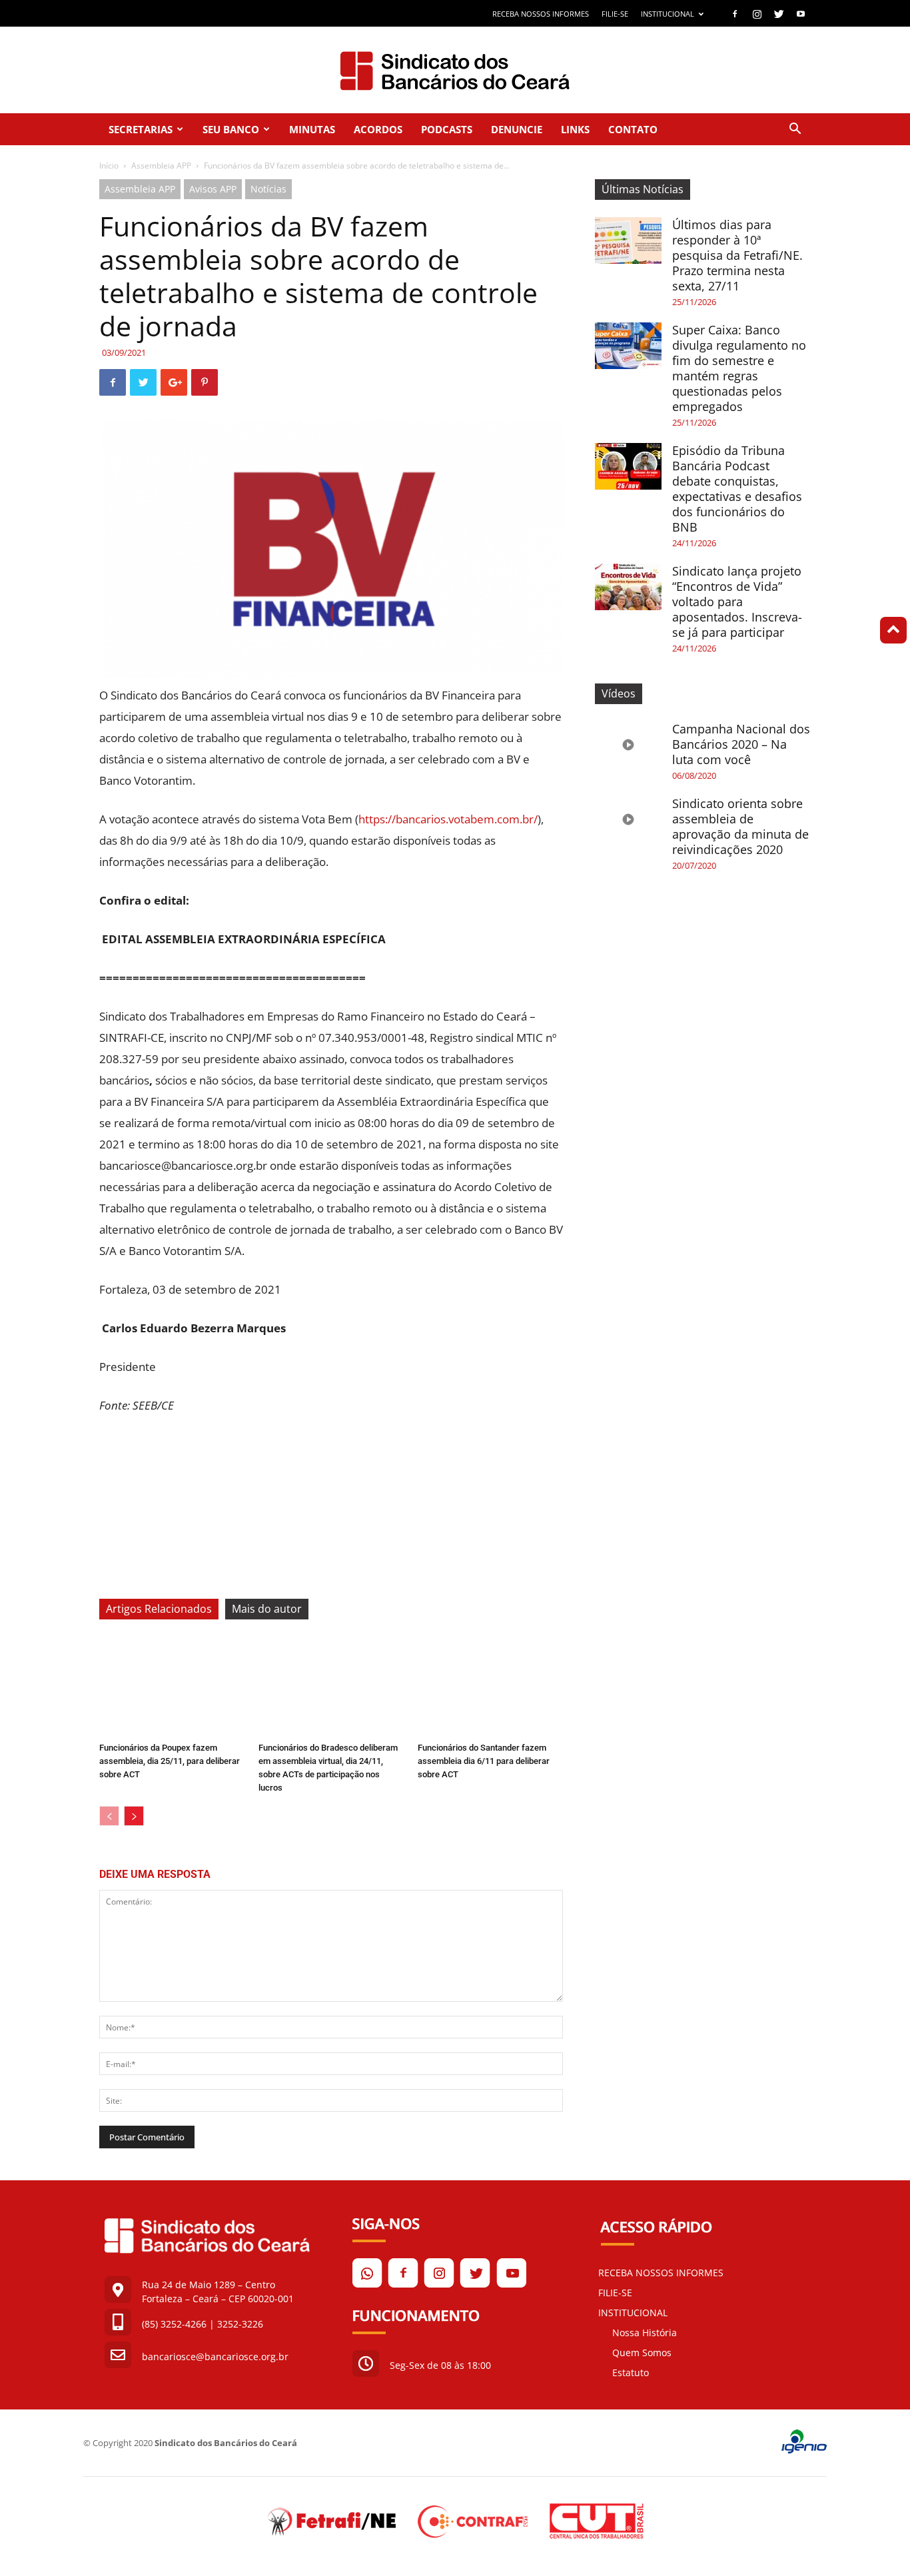 RECEBA NOSSOS INFORMES FILIE-SE INSTITUCIONAL
Sindicato dos
Bancários do Ceará
SECRETARIAS SEU BANCO MINUTAS ACORDOS PODCASTS DENUNCIE LINKS CONTATO
Início › Assembleia APP › Funcionários da BV fazem assembleia sobre acordo de teletrabalho e sistema de...
Assembleia APP Avisos APP Notícias
Funcionários da BV fazem
assembleia sobre acordo de
teletrabalho e sistema de controle
de jornada
03/09/2021
BV
FINANCEIRA
O Sindicato dos Bancários do Ceará convoca os funcionários da BV Financeira para
participarem de uma assembleia virtual nos dias 9 e 10 de setembro para deliberar sobre
acordo coletivo de trabalho que regulamenta o teletrabalho, trabalho remoto ou à
distância e o sistema alternativo de controle de jornada, a ser celebrado com a BV e
Banco Votorantim.
A votação acontece através do sistema Vota Bem (https://bancarios.votabem.com.br/),
das 8h do dia 9/9 até às 18h do dia 10/9, quando estarão disponíveis todas as
informações necessárias para a deliberação.
Confira o edital:
EDITAL ASSEMBLEIA EXTRAORDINÁRIA ESPECÍFICA
========================================
Sindicato dos Trabalhadores em Empresas do Ramo Financeiro no Estado do Ceará –
SINTRAFI-CE, inscrito no CNPJ/MF sob o nº 07.340.953/0001-48, Registro sindical MTIC nº
208.327-59 por seu presidente abaixo assinado, convoca todos os trabalhadores
bancários, sócios e não sócios, da base territorial deste sindicato, que prestam serviços
para a BV Financeira S/A para participarem da Assembléia Extraordinária Específica que
se realizará de forma remota/virtual com inicio as 08:00 horas do dia 09 de setembro de
2021 e termino as 18:00 horas do dia 10 de setembro de 2021, na forma disposta no site
bancariosce@bancariosce.org.br onde estarão disponíveis todas as informações
necessárias para a deliberação acerca da negociação e assinatura do Acordo Coletivo de
Trabalho que regulamenta o teletrabalho, o trabalho remoto ou à distância e o sistema
alternativo eletrônico de controle de jornada de trabalho, a ser celebrado com o Banco BV
S/A e Banco Votorantim S/A.
Fortaleza, 03 de setembro de 2021
Carlos Eduardo Bezerra Marques
Presidente
Fonte: SEEB/CE
Artigos Relacionados Mais do autor
Funcionários da Poupex fazem
assembleia, dia 25/11, para deliberar
sobre ACT
Funcionários do Bradesco deliberam
em assembleia virtual, dia 24/11,
sobre ACTs de participação nos
lucros
Funcionários do Santander fazem
assembleia dia 6/11 para deliberar
sobre ACT
DEIXE UMA RESPOSTA
Comentário:
Nome:*
E-mail:*
Site:
Postar Comentário
Últimas Notícias
Últimos dias para
responder à 10ª
pesquisa da Fetrafi/NE.
Prazo termina nesta
sexta, 27/11
25/11/2026
Super Caixa: Banco
divulga regulamento no
fim do semestre e
mantém regras
questionadas pelos
empregados
25/11/2026
Episódio da Tribuna
Bancária Podcast
debate conquistas,
expectativas e desafios
dos funcionários do
BNB
24/11/2026
Encontros de Vida
Sindicato lança projeto
“Encontros de Vida”
voltado para
aposentados. Inscreva-
se já para participar
24/11/2026
Vídeos
Campanha Nacional dos
Bancários 2020 – Na
luta com você
06/08/2020
Sindicato orienta sobre
assembleia de
aprovação da minuta de
reivindicações 2020
20/07/2020
Sindicato dos
Bancários do Ceará
Rua 24 de Maio 1289 – Centro
Fortaleza – Ceará – CEP 60020-001
(85) 3252-4266 | 3252-3226
bancariosce@bancariosce.org.br
SIGA-NOS
FUNCIONAMENTO
Seg-Sex de 08 às 18:00
ACESSO RÁPIDO
RECEBA NOSSOS INFORMES
FILIE-SE
INSTITUCIONAL
Nossa História
Quem Somos
Estatuto
© Copyright 2020 Sindicato dos Bancários do Ceará
igenio
Fetrafi/NE
CONTRAF
CUT BRASIL
CENTRAL ÚNICA DOS TRABALHADORES